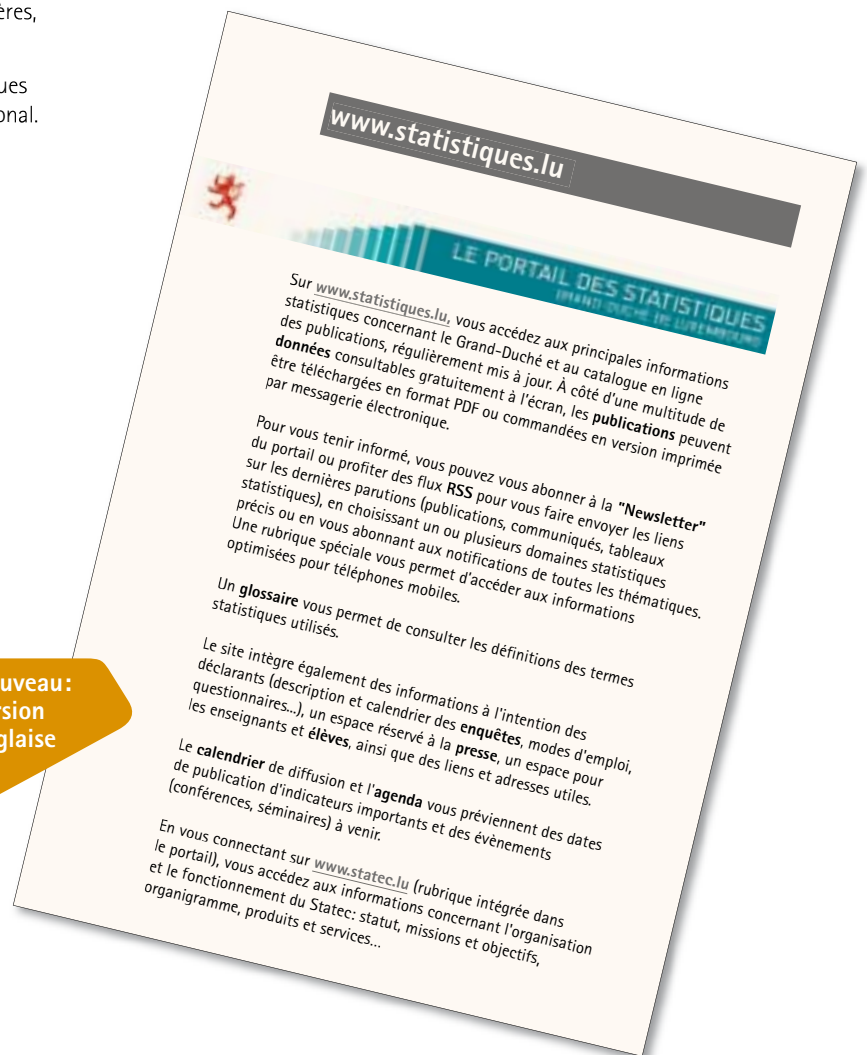 ères,
ues
onal.
www.statistiques.lu
LE PORTAIL DES STATISTIQUES
GRAND-DUCHÉ DE LUXEMBOURG
Sur www.statistiques.lu, vous accédez aux principales informations
statistiques concernant le Grand-Duché et au catalogue en ligne
des publications, régulièrement mis à jour. À côté d'une multitude de
données consultables gratuitement à l'écran, les publications peuvent
être téléchargées en format PDF ou commandées en version imprimée
par messagerie électronique.
Pour vous tenir informé, vous pouvez vous abonner à la "Newsletter"
du portail ou profiter des flux RSS pour vous faire envoyer les liens
sur les dernières parutions (publications, communiqués, tableaux
statistiques), en choisissant un ou plusieurs domaines statistiques
précis ou en vous abonnant aux notifications de toutes les thématiques.
Une rubrique spéciale vous permet d'accéder aux informations
optimisées pour téléphones mobiles.
Un glossaire vous permet de consulter les définitions des termes
statistiques utilisés.
Le site intègre également des informations à l'intention des
déclarants (description et calendrier des enquêtes, modes d'emploi,
questionnaires...), un espace réservé à la presse, un espace pour
les enseignants et élèves, ainsi que des liens et adresses utiles.
Le calendrier de diffusion et l'agenda vous préviennent des dates
de publication d'indicateurs importants et des évènements
(conférences, séminaires) à venir.
En vous connectant sur www.statec.lu (rubrique intégrée dans
le portail), vous accédez aux informations concernant l'organisation
et le fonctionnement du Statec: statut, missions et objectifs,
organigramme, produits et services...
uveau:
rsion
glaise